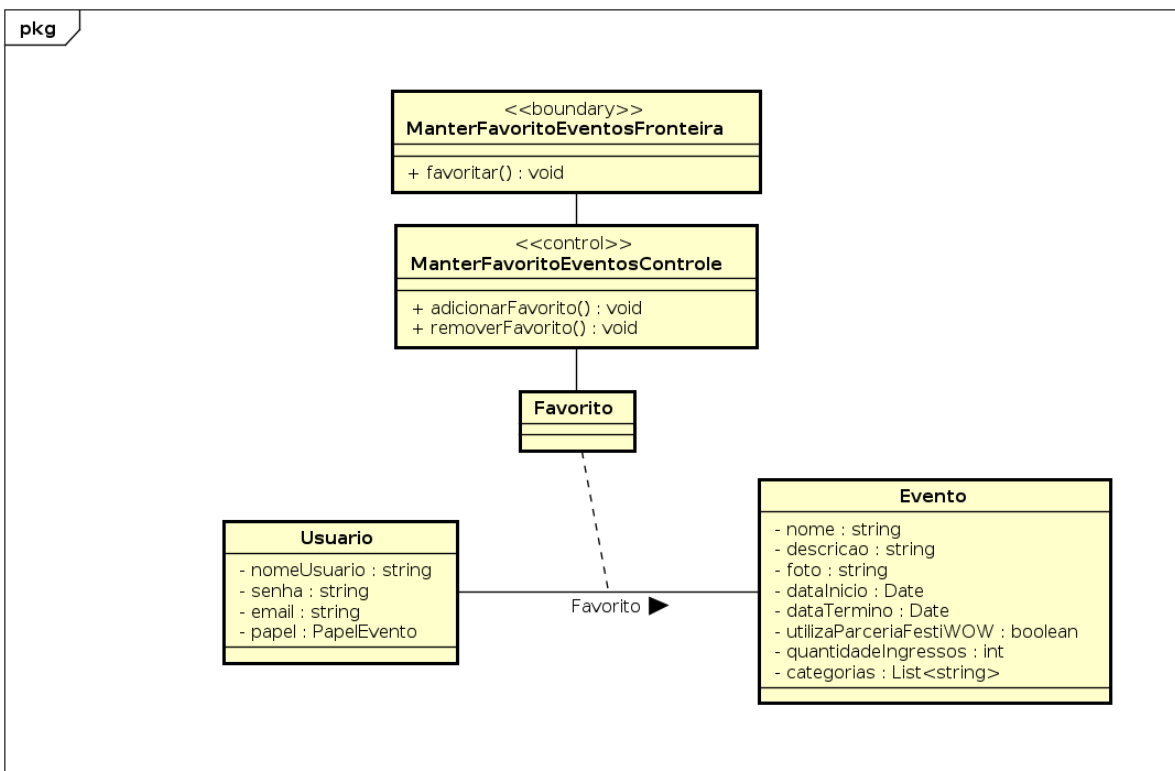 pkg
<<boundary>>
ManterFavoritoEventosFronteira
+ favoritar() : void
<<control>>
ManterFavoritoEventosControle
+ adicionarFavorito() : void
+ removerFavorito() : void
Favorito
Usuario
- nomeUsuario : string
- senha : string
- email : string
- papel : PapelEvento
Favorito ▶
Evento
- nome : string
- descricao : string
- foto : string
- dataInicio : Date
- dataTermino : Date
- utilizaParceriaFestiWOW : boolean
- quantidadeIngressos : int
- categorias : List<string>